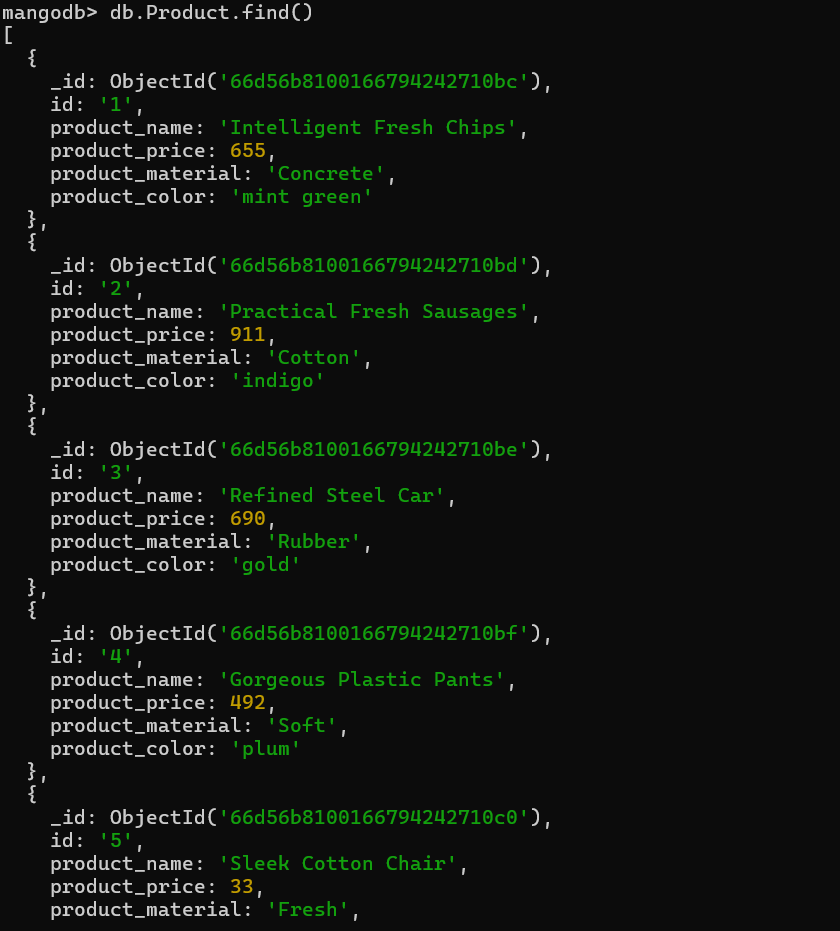 mangodb> db.Product.find()
[
  {
    _id: ObjectId('66d56b8100166794242710bc'),
    id: '1',
    product_name: 'Intelligent Fresh Chips',
    product_price: 655,
    product_material: 'Concrete',
    product_color: 'mint green'
  },
  {
    _id: ObjectId('66d56b8100166794242710bd'),
    id: '2',
    product_name: 'Practical Fresh Sausages',
    product_price: 911,
    product_material: 'Cotton',
    product_color: 'indigo'
  },
  {
    _id: ObjectId('66d56b8100166794242710be'),
    id: '3',
    product_name: 'Refined Steel Car',
    product_price: 690,
    product_material: 'Rubber',
    product_color: 'gold'
  },
  {
    _id: ObjectId('66d56b8100166794242710bf'),
    id: '4',
    product_name: 'Gorgeous Plastic Pants',
    product_price: 492,
    product_material: 'Soft',
    product_color: 'plum'
  },
  {
    _id: ObjectId('66d56b8100166794242710c0'),
    id: '5',
    product_name: 'Sleek Cotton Chair',
    product_price: 33,
    product_material: 'Fresh',